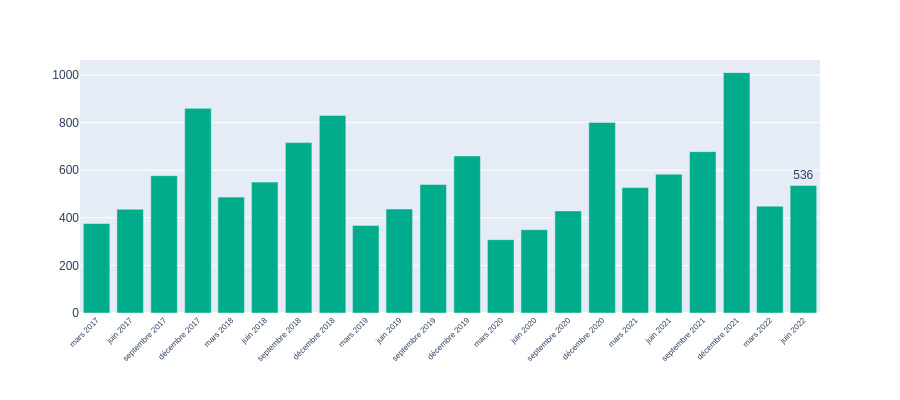 1000
800
600
400
200
0
536
mars 2017
juin 2017
septembre 2017
décembre 2017
mars 2018
juin 2018
septembre 2018
décembre 2018
mars 2019
juin 2019
septembre 2019
décembre 2019
mars 2020
juin 2020
septembre 2020
décembre 2020
mars 2021
juin 2021
septembre 2021
décembre 2021
mars 2022
juin 2022